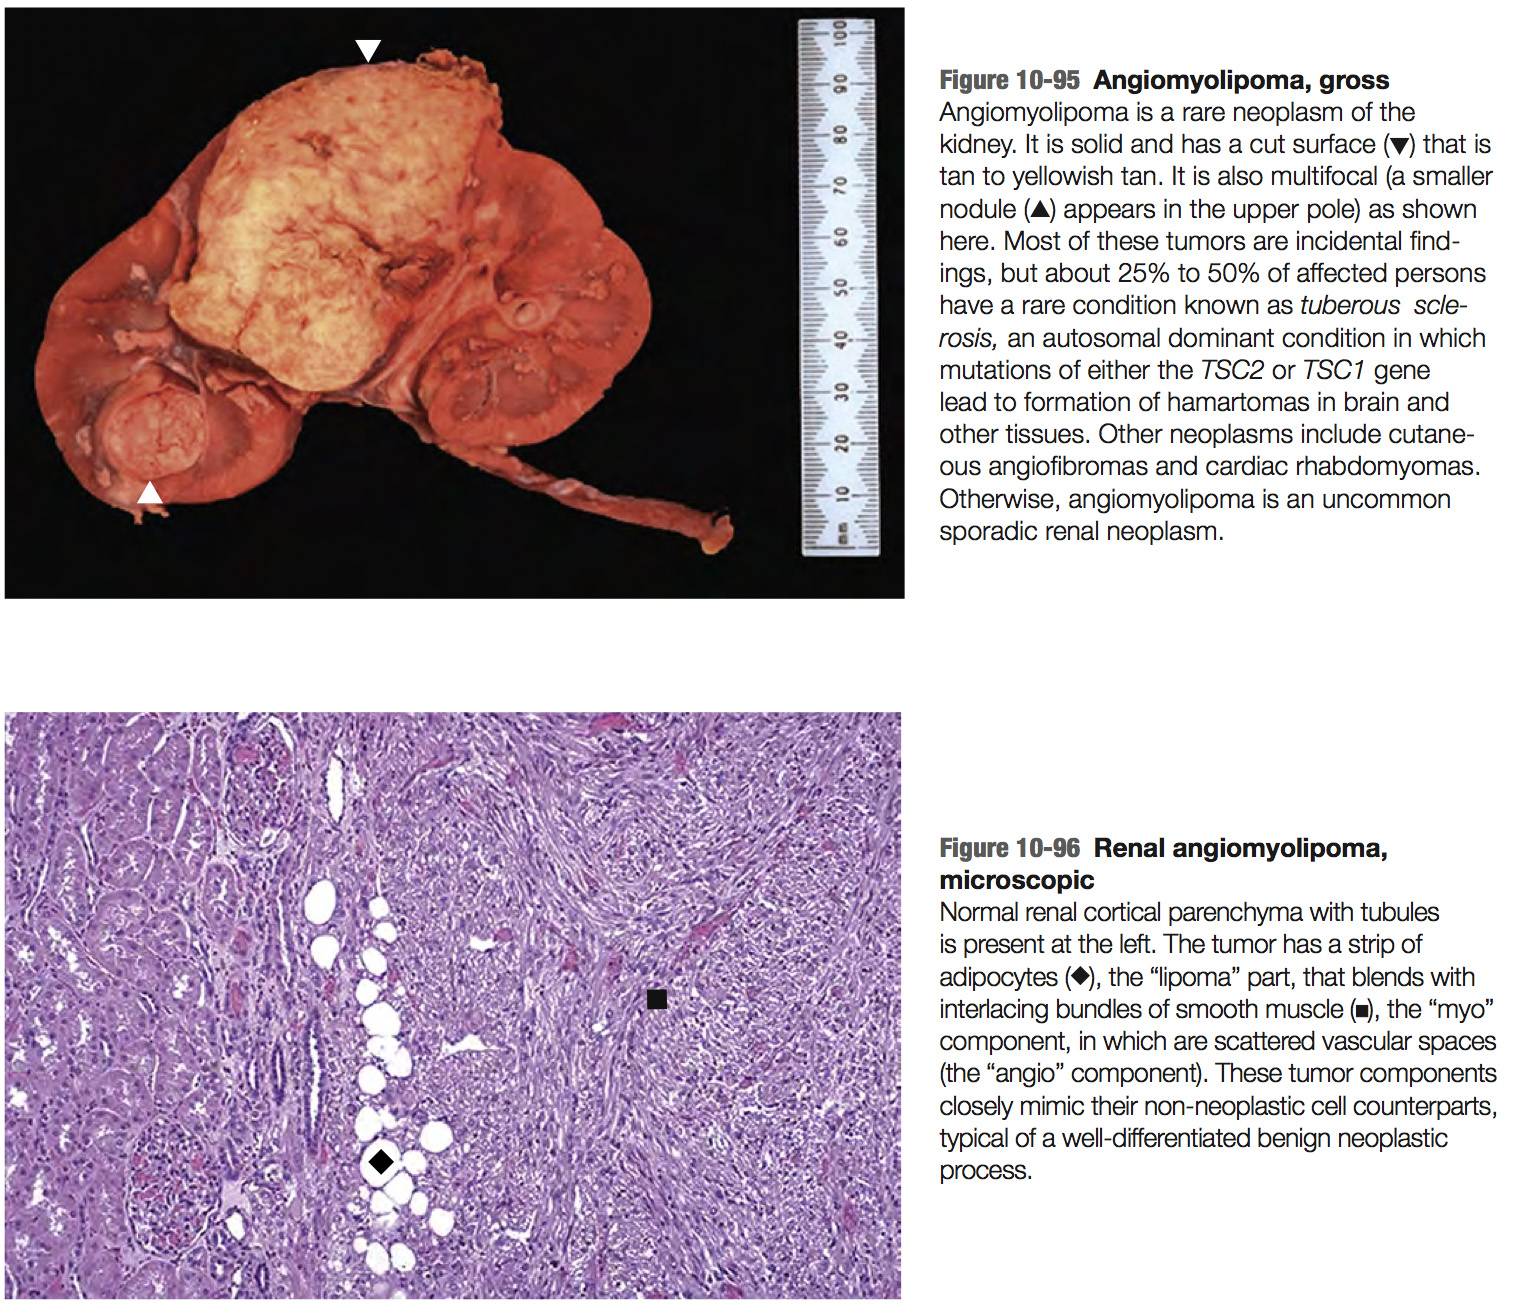 100
90
80
70
60
50
40
30
20
10
Figure 10-95 Angiomyolipoma, gross
Angiomyolipoma is a rare neoplasm of the
kidney. It is solid and has a cut surface (▼) that is
tan to yellowish tan. It is also multifocal (a smaller
nodule (▲) appears in the upper pole) as shown
here. Most of these tumors are incidental find-
ings, but about 25% to 50% of affected persons
have a rare condition known as tuberous scle-
rosis, an autosomal dominant condition in which
mutations of either the TSC2 or TSC1 gene
lead to formation of hamartomas in brain and
other tissues. Other neoplasms include cutane-
ous angiofibromas and cardiac rhabdomyomas.
Otherwise, angiomyolipoma is an uncommon
sporadic renal neoplasm.
Figure 10-96 Renal angiomyolipoma,
microscopic
Normal renal cortical parenchyma with tubules
is present at the left. The tumor has a strip of
adipocytes (◆), the “lipoma” part, that blends with
interlacing bundles of smooth muscle (■), the “myo”
component, in which are scattered vascular spaces
(the “angio” component). These tumor components
closely mimic their non-neoplastic cell counterparts,
typical of a well-differentiated benign neoplastic
process.